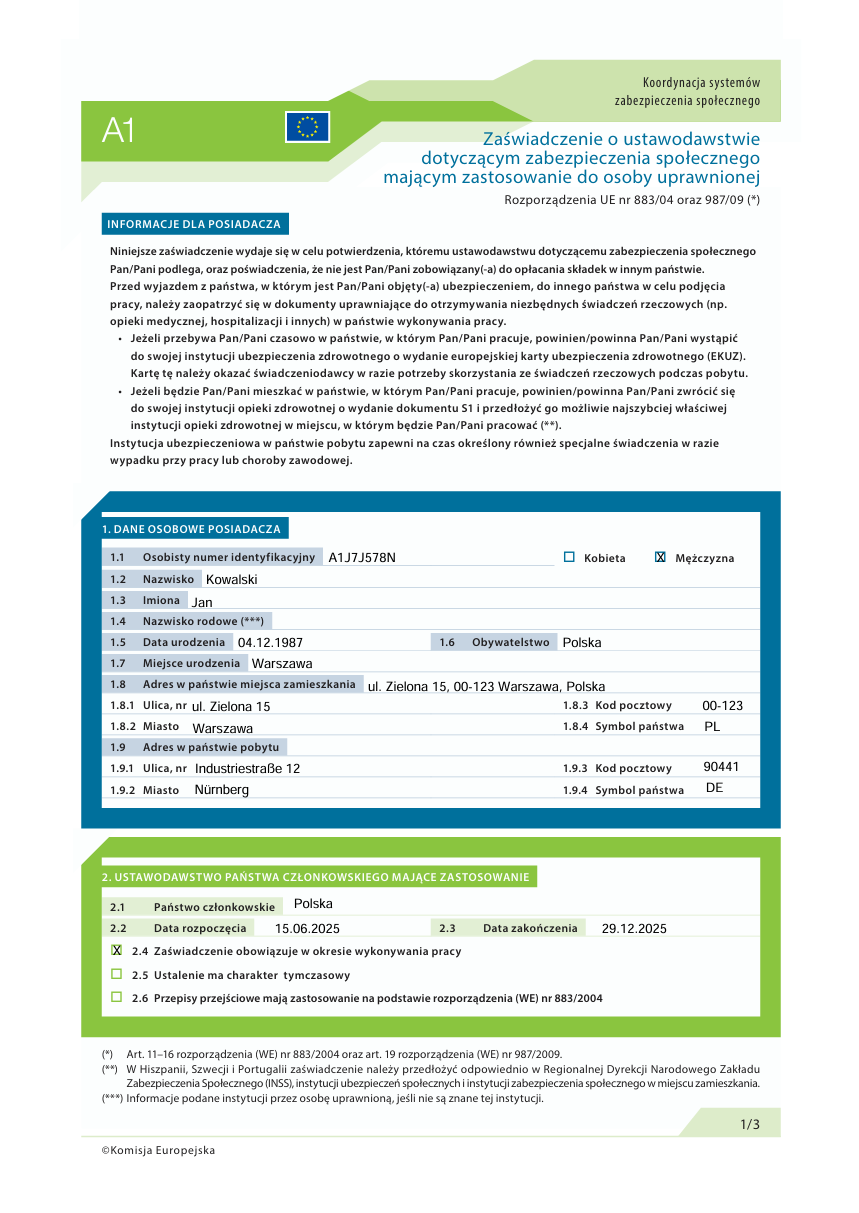 Koordynacja systemów
zabezpieczenia społecznego
A1
Zaświadczenie o ustawodawstwie
dotyczącym zabezpieczenia społecznego
mającym zastosowanie do osoby uprawnionej
Rozporządzenia UE nr 883/04 oraz 987/09 (*)
INFORMACJE DLA POSIADACZA
Niniejsze zaświadczenie wydaje się w celu potwierdzenia, któremu ustawodawstwu dotyczącemu zabezpieczenia społecznego
Pan/Pani podlega, oraz poświadczenia, że nie jest Pan/Pani zobowiązany(-a) do opłacania składek w innym państwie.
Przed wyjazdem z państwa, w którym jest Pan/Pani objęty(-a) ubezpieczeniem, do innego państwa w celu podjęcia
pracy, należy zaopatrzyć się w dokumenty uprawniające do otrzymywania niezbędnych świadczeń rzeczowych (np.
opieki medycznej, hospitalizacji i innych) w państwie wykonywania pracy.
• Jeżeli przebywa Pan/Pani czasowo w państwie, w którym Pan/Pani pracuje, powinien/powinna Pan/Pani wystąpić
do swojej instytucji ubezpieczenia zdrowotnego o wydanie europejskiej karty ubezpieczenia zdrowotnego (EKUZ).
Kartę tę należy okazać świadczeniodawcy w razie potrzeby skorzystania ze świadczeń rzeczowych podczas pobytu.
• Jeżeli będzie Pan/Pani mieszkać w państwie, w którym Pan/Pani pracuje, powinien/powinna Pan/Pani zwrócić się
do swojej instytucji opieki zdrowotnej o wydanie dokumentu S1 i przedłożyć go możliwie najszybciej właściwej
instytucji opieki zdrowotnej w miejscu, w którym będzie Pan/Pani pracować (**).
Instytucja ubezpieczeniowa w państwie pobytu zapewni na czas określony również specjalne świadczenia w razie
wypadku przy pracy lub choroby zawodowej.
1. DANE OSOBOWE POSIADACZA
1.1 Osobisty numer identyfikacyjny A1J7J578N Kobieta X Mężczyzna
1.2 Nazwisko Kowalski
1.3 Imiona Jan
1.4 Nazwisko rodowe (***)
1.5 Data urodzenia 04.12.1987 1.6 Obywatelstwo Polska
1.7 Miejsce urodzenia Warszawa
1.8 Adres w państwie miejsca zamieszkania ul. Zielona 15, 00-123 Warszawa, Polska
1.8.1 Ulica, nr ul. Zielona 15 1.8.3 Kod pocztowy 00-123
1.8.2 Miasto Warszawa 1.8.4 Symbol państwa PL
1.9 Adres w państwie pobytu
1.9.1 Ulica, nr Industriestraße 12 1.9.3 Kod pocztowy 90441
1.9.2 Miasto Nürnberg 1.9.4 Symbol państwa DE
2. USTAWODAWSTWO PAŃSTWA CZŁONKOWSKIEGO MAJĄCE ZASTOSOWANIE
2.1 Państwo członkowskie Polska
2.2 Data rozpoczęcia 15.06.2025 2.3 Data zakończenia 29.12.2025
X 2.4 Zaświadczenie obowiązuje w okresie wykonywania pracy
2.5 Ustalenie ma charakter tymczasowy
2.6 Przepisy przejściowe mają zastosowanie na podstawie rozporządzenia (WE) nr 883/2004
(*) Art. 11–16 rozporządzenia (WE) nr 883/2004 oraz art. 19 rozporządzenia (WE) nr 987/2009.
(**) W Hiszpanii, Szwecji i Portugalii zaświadczenie należy przedłożyć odpowiednio w Regionalnej Dyrekcji Narodowego Zakładu
Zabezpieczenia Społecznego (INSS), instytucji ubezpieczeń społecznych i instytucji zabezpieczenia społecznego w miejscu zamieszkania.
(***) Informacje podane instytucji przez osobę uprawnioną, jeśli nie są znane tej instytucji.
1/3
©Komisja Europejska